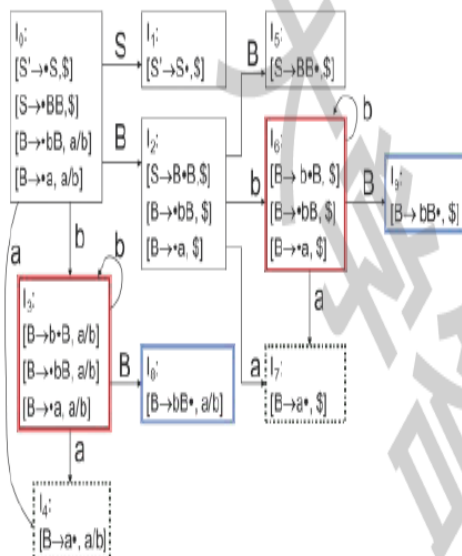 I₀:
[S'→•S,$]
[S→•BB,$]
[B→•bB, a/b]
[B→•a, a/b]
S
I₁:
[S'→S•,$]
B
I₂:
[S→B•B,$]
[B→•bB, $]
[B→•a, $]
B
I₅:
[S→BB•,$]
b
I₆:
[B→ b•B, $]
[B→•bB, $]
[B→•a, $]
b
B
I₉:
[B→ bB•, $]
a
b
b
I₃:
[B→b•B, a/b]
[B→•bB, a/b]
[B→•a, a/b]
B
I₈:
[B→bB•, a/b]
a
a
I₇:
[B→a•, $]
a
I₄:
[B→a•, a/b]